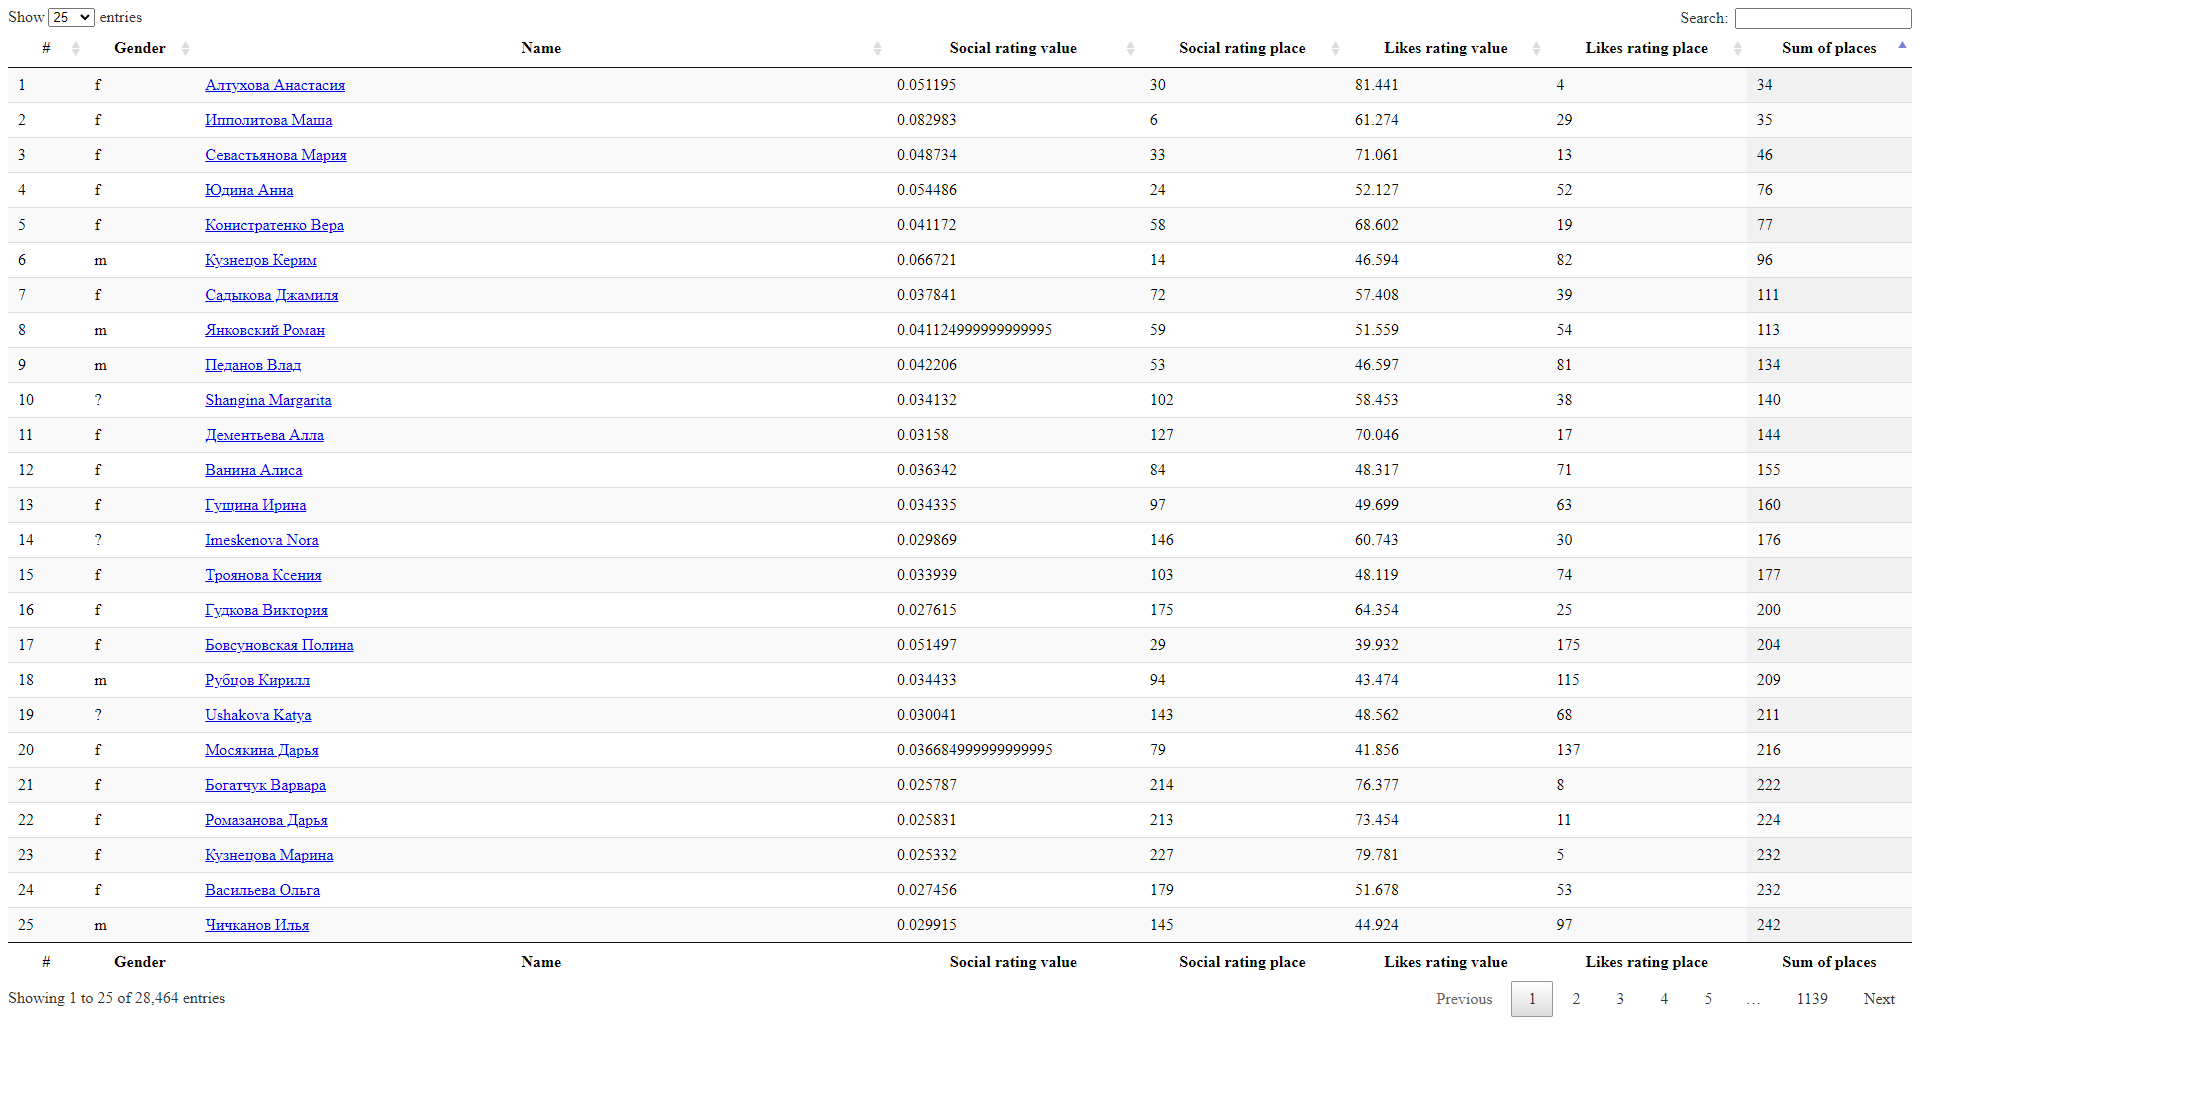 Show 25 entries Search:
# Gender Name Social rating value Social rating place Likes rating value Likes rating place Sum of places
1 f Алтухова Анастасия 0.051195 30 81.441 4 34
2 f Ипполитова Маша 0.082983 6 61.274 29 35
3 f Севастьянова Мария 0.048734 33 71.061 13 46
4 f Юдина Анна 0.054486 24 52.127 52 76
5 f Конистратенко Вера 0.041172 58 68.602 19 77
6 m Кузнецов Керим 0.066721 14 46.594 82 96
7 f Садыкова Джамиля 0.037841 72 57.408 39 111
8 m Янковский Роман 0.041124999999999995 59 51.559 54 113
9 m Педанов Влад 0.042206 53 46.597 81 134
10 ? Shangina Margarita 0.034132 102 58.453 38 140
11 f Дементьева Алла 0.03158 127 70.046 17 144
12 f Ванина Алиса 0.036342 84 48.317 71 155
13 f Гущина Ирина 0.034335 97 49.699 63 160
14 ? Imeskenova Nora 0.029869 146 60.743 30 176
15 f Троянова Ксения 0.033939 103 48.119 74 177
16 f Гудкова Виктория 0.027615 175 64.354 25 200
17 f Бовсуновская Полина 0.051497 29 39.932 175 204
18 m Рубцов Кирилл 0.034433 94 43.474 115 209
19 ? Ushakova Katya 0.030041 143 48.562 68 211
20 f Мосякина Дарья 0.036684999999999995 79 41.856 137 216
21 f Богатчук Варвара 0.025787 214 76.377 8 222
22 f Ромазанова Дарья 0.025831 213 73.454 11 224
23 f Кузнецова Марина 0.025332 227 79.781 5 232
24 f Васильева Ольга 0.027456 179 51.678 53 232
25 m Чичканов Илья 0.029915 145 44.924 97 242
# Gender Name Social rating value Social rating place Likes rating value Likes rating place Sum of places
Showing 1 to 25 of 28,464 entries Previous 1 2 3 4 5 … 1139 Next